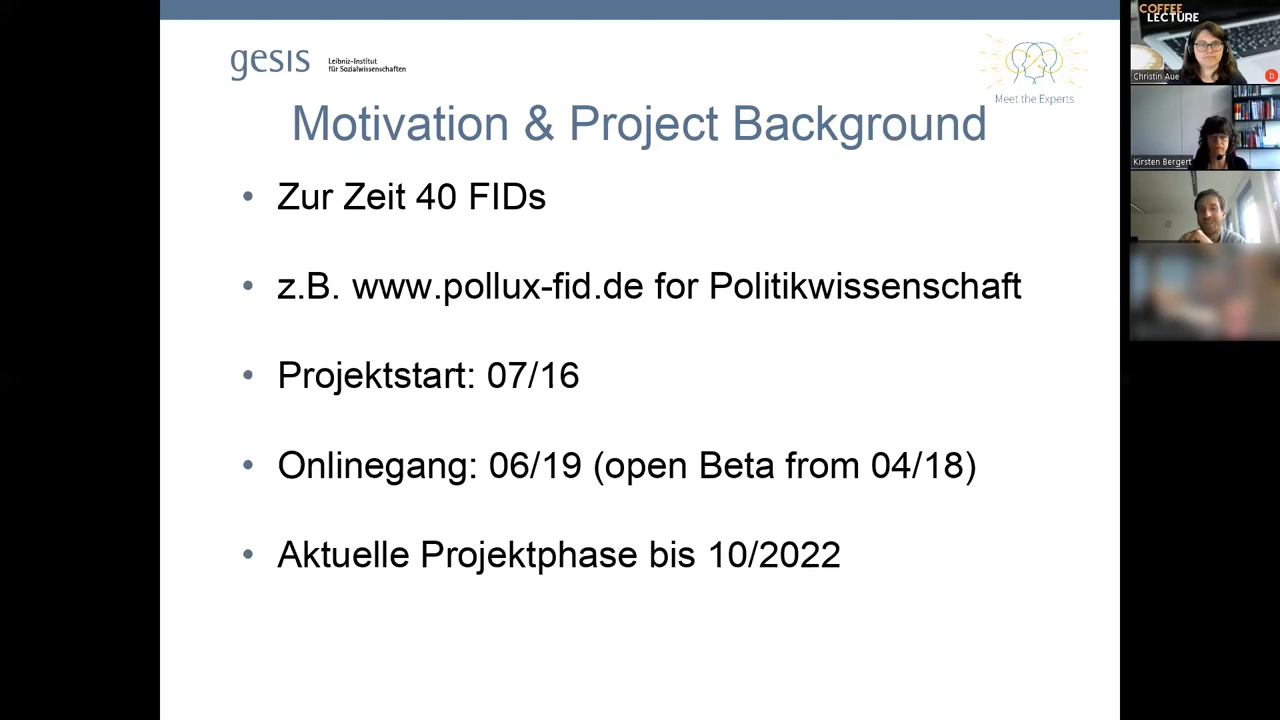 gesis
Leibniz-Institut
für Sozialwissenschaften
Meet the Experts
Motivation & Project Background
• Zur Zeit 40 FIDs
• z.B. www.pollux-fid.de for Politikwissenschaft
• Projektstart: 07/16
• Onlinegang: 06/19 (open Beta from 04/18)
• Aktuelle Projektphase bis 10/2022
COFFEE
LECTURE
Christin Aue
b
Kirsten Bergert